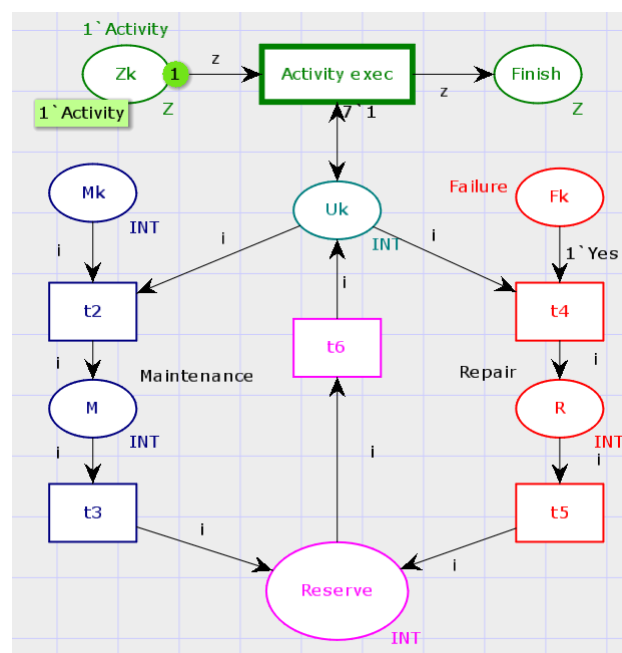 1`Activity
Zk
1
z
Activity exec
z
Finish
1`Activity
Z
7`1
Z
Mk
INT
Uk
INT
Failure
Fk
i
i
i
1`Yes
t2
i
t6
t4
i
Maintenance
Repair
i
M
INT
R
INT
i
i
i
t3
t5
i
i
Reserve
INT